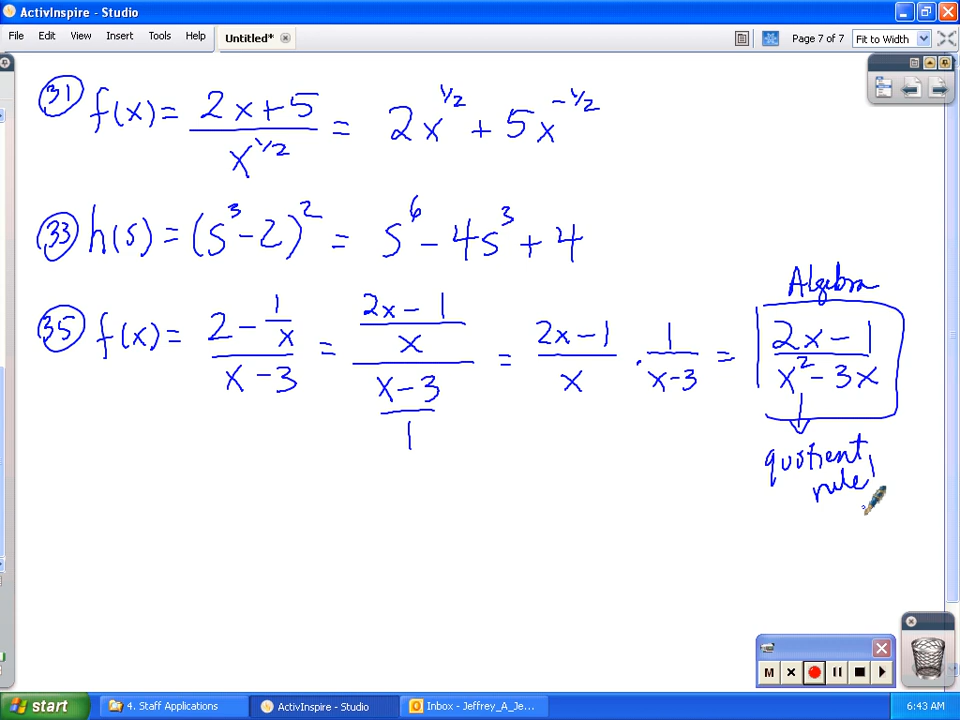 ActivInspire - Studio
File Edit View Insert Tools Help Untitled* Page 7 of 7 Fit to Width
31 f(x) = (2x+5)/x^(1/2) = 2x^(1/2) + 5x^(-1/2)
33 h(s) = (s^3 - 2)^2 = s^6 - 4s^3 + 4
Algebra
35 f(x) = (2 - 1/x)/(x - 3) = ((2x - 1)/x)/((x - 3)/1) = (2x - 1)/x · 1/(x - 3) = (2x - 1)/(x^2 - 3x)
quotient
rule
M
start 4. Staff Applications ActivInspire - Studio Inbox - Jeffrey_A_Je... 6:43 AM